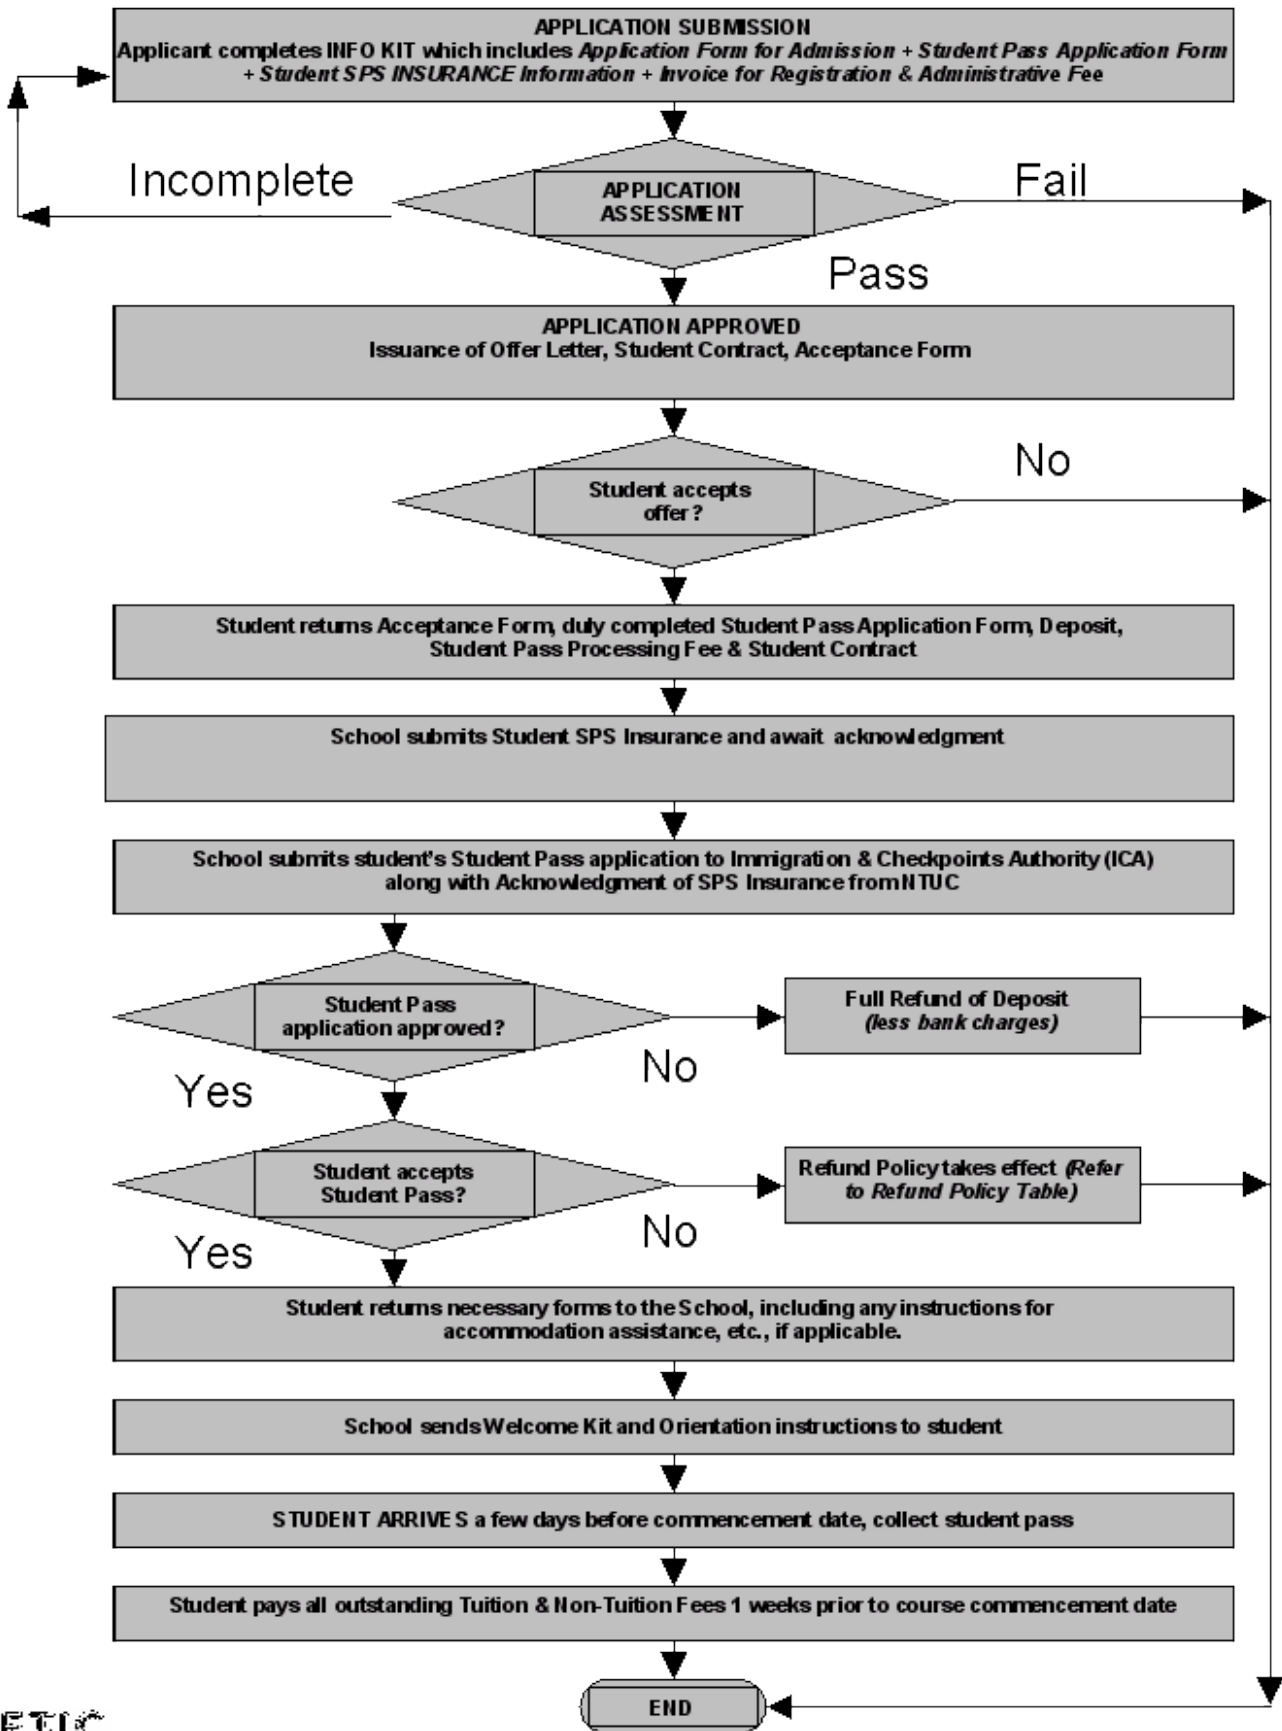 APPLICATION SUBMISSION
Applicant completes INFO KIT which includes Application Form for Admission + Student Pass Application Form
+ Student SPS INSURANCE Information + Invoice for Registration & Administrative Fee
Incomplete
APPLICATION
ASSESSMENT
Fail
Pass
APPLICATION APPROVED
Issuance of Offer Letter, Student Contract, Acceptance Form
No
Student accepts
offer?
Student returns Acceptance Form, duly completed Student Pass Application Form, Deposit,
Student Pass Processing Fee & Student Contract
School submits Student SPS Insurance and await acknowledgment
School submits student's Student Pass application to Immigration & Checkpoints Authority (ICA)
along with Acknowledgment of SPS Insurance from NTUC
Student Pass
application approved?
Full Refund of Deposit
(less bank charges)
No
Yes
Student accepts
Student Pass?
Refund Policy takes effect (Refer
to Refund Policy Table)
No
Yes
Student returns necessary forms to the School, including any instructions for
accommodation assistance, etc., if applicable.
School sends Welcome Kit and Orientation instructions to student
STUDENT ARRIVES a few days before commencement date, collect student pass
Student pays all outstanding Tuition & Non-Tuition Fees 1 weeks prior to course commencement date
END